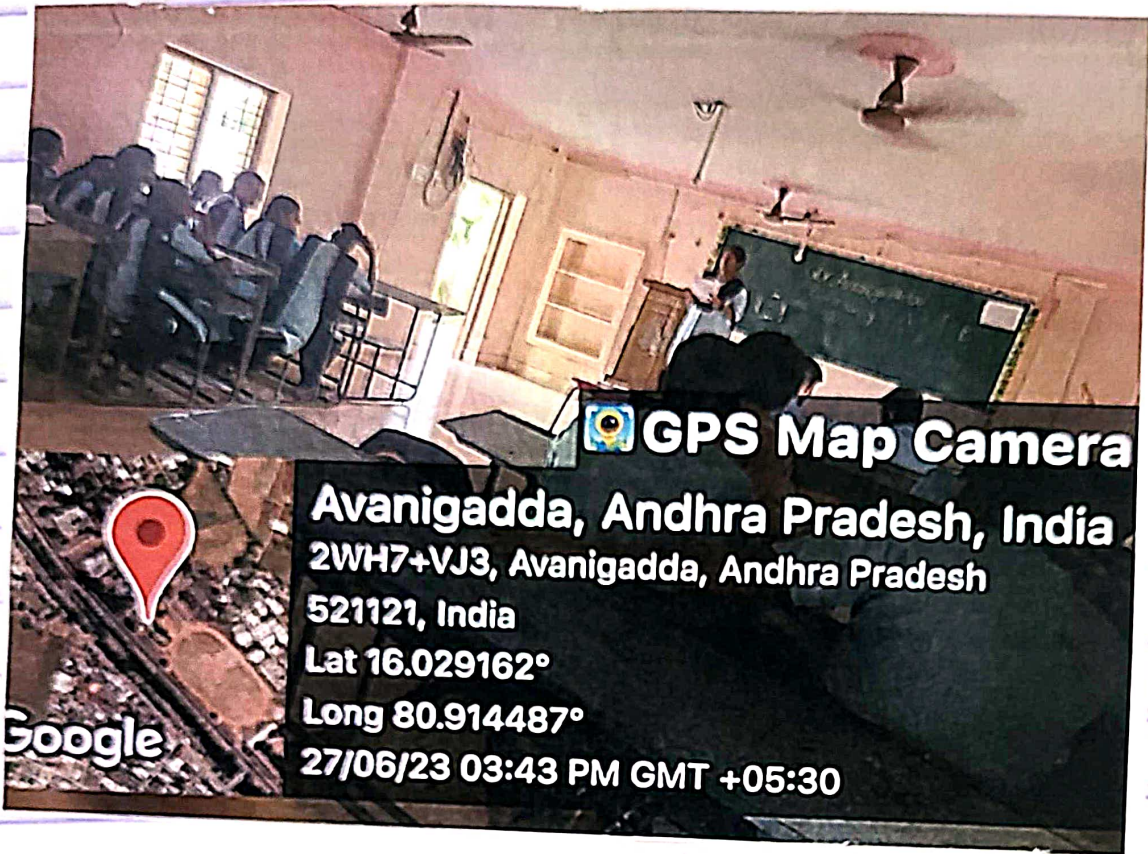 GPS Map Camera
Avanigadda, Andhra Pradesh, India
2WH7+VJ3, Avanigadda, Andhra Pradesh
521121, India
Lat 16.029162°
Long 80.914487°
27/06/23 03:43 PM GMT +05:30
Google